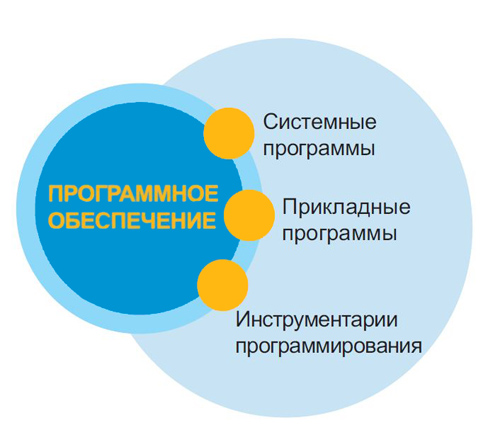 ПРОГРАММНОЕ
ОБЕСПЕЧЕНИЕ
Системные
программы
Прикладные
программы
Инструментарии
программирования